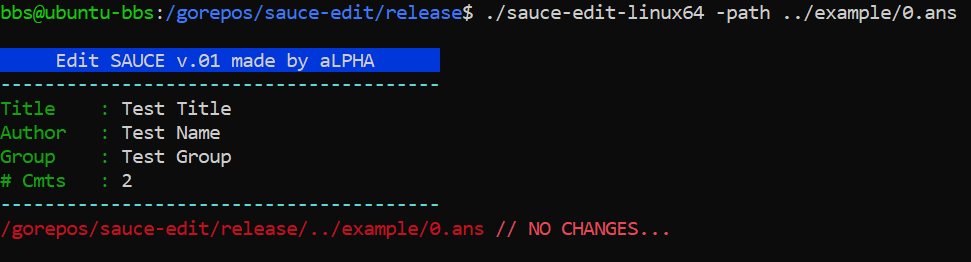 bbs@ubuntu-bbs:/gorepos/sauce-edit/release$ ./sauce-edit-linux64 -path ../example/0.ans
Edit SAUCE v.01 made by aLPHA
----------------------------------------
Title    : Test Title
Author   : Test Name
Group    : Test Group
# Cmts   : 2
----------------------------------------
/gorepos/sauce-edit/release/../example/0.ans // NO CHANGES...